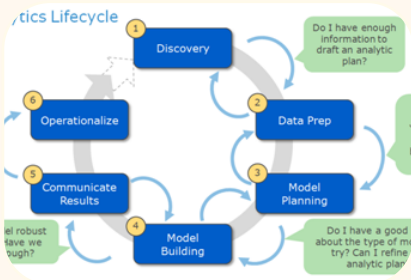 ytics Lifecycle
1
Discovery
Do I have enough
information to
draft an analytic
plan?
2
Data Prep
6
Operationalize
5
Communicate
Results
3
Model
Planning
4
Model
Building
el robust
Have we
ough?
Do I have a good
about the type of m
try? Can I refine
analytic plan